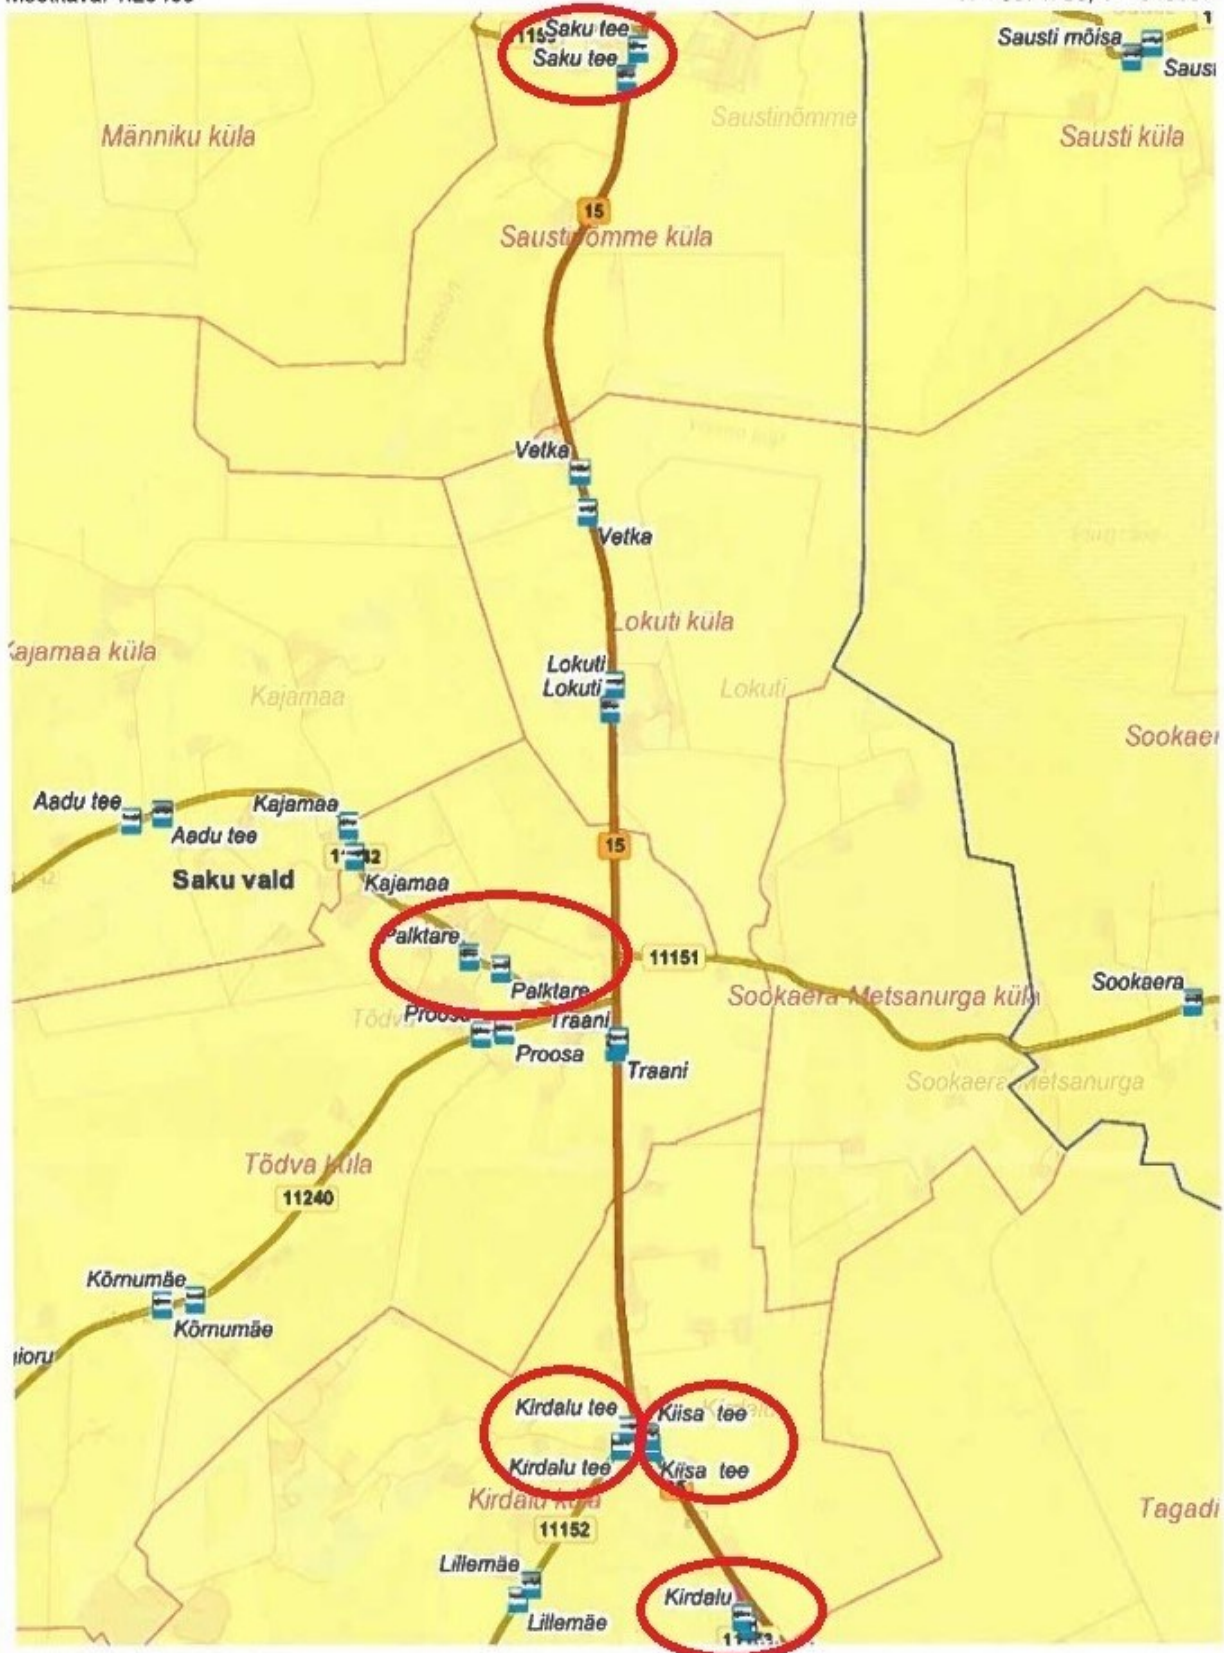 Saku tee
Saku tee
15
Sausti mõisa
Männiku küla
Saustinõmme
Sausti küla
Saustinõmme küla
Vetka
Vetka
Lokuti küla
Kajamaa küla
Lokuti
Lokuti
Kajamaa
Lokuti
Aadu tee
Kajamaa
Aadu tee
15
Saku vald
Kajamaa
Palktare
11151
Palktare
Sookaera-Metsanurga küla
Sookaera
Proosa
Traani
Proosa
Traani
Sookaera-Metsanurga
Tõdva küla
11240
Kõrnumäe
Kõrnumäe
Kirdalu tee
Kiisa tee
Kirdalu tee
Kiisa tee
Kirdalu küla
11152
Lillemäe
Kirdalu
Lillemäe